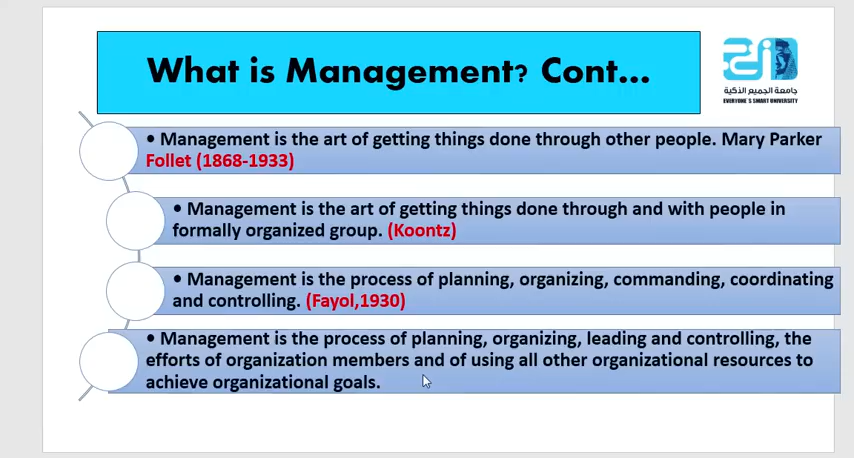 What is Management? Cont...
جامعة الجميع الذكية
EVERYONE'S SMART UNIVERSITY
• Management is the art of getting things done through other people. Mary Parker
Follet (1868-1933)
• Management is the art of getting things done through and with people in
formally organized group. (Koontz)
• Management is the process of planning, organizing, commanding, coordinating
and controlling. (Fayol,1930)
• Management is the process of planning, organizing, leading and controlling, the
efforts of organization members and of using all other organizational resources to
achieve organizational goals.